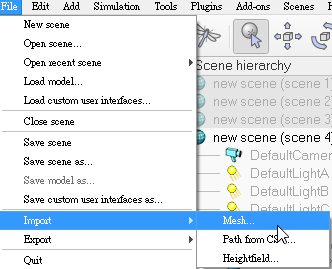 File Edit Add Simulation Tools Plugins Add-ons Scenes
New scene
Open scene...
Open recent scene
Load model...
Load custom user interfaces...
Close scene
Save scene
Save scene as...
Save model as...
Save custom user interfaces as...
Import
Export
Quit
Mesh...
Path from
Heightfield...
Scene hierarchy
new scene (scene 1)
new scene (scene 2)
new scene (scene 3)
new scene (scene 4)
DefaultCamer
DefaultLightA
DefaultLightB
DefaultLightC